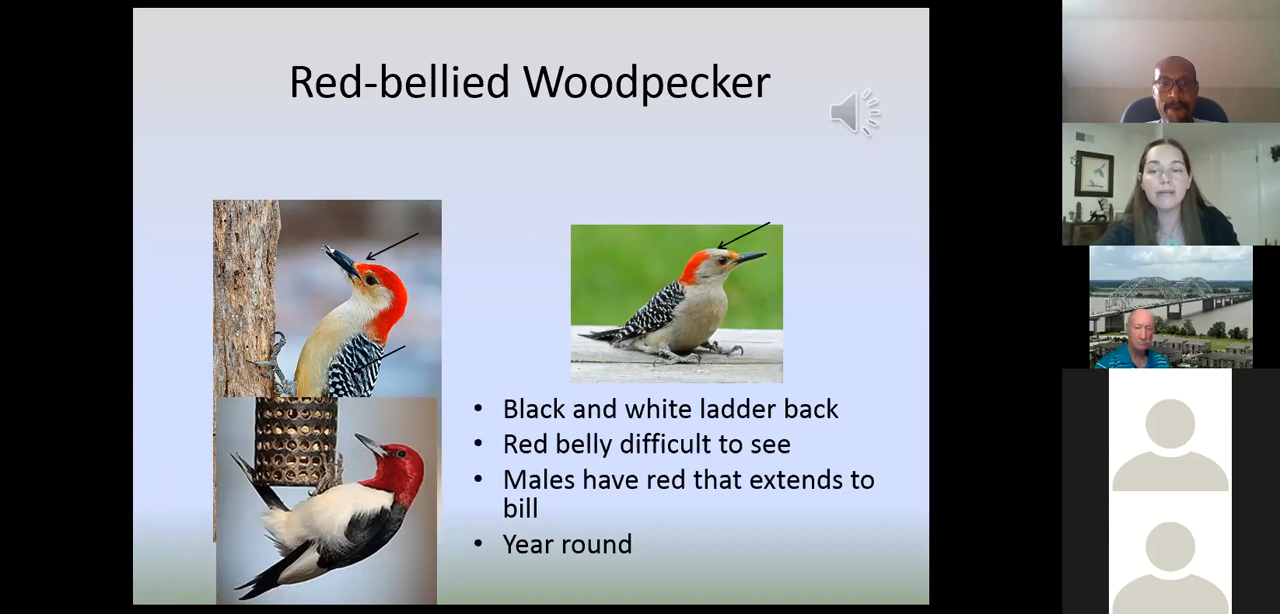 Red-bellied Woodpecker
• Black and white ladder back
• Red belly difficult to see
• Males have red that extends to
bill
• Year round